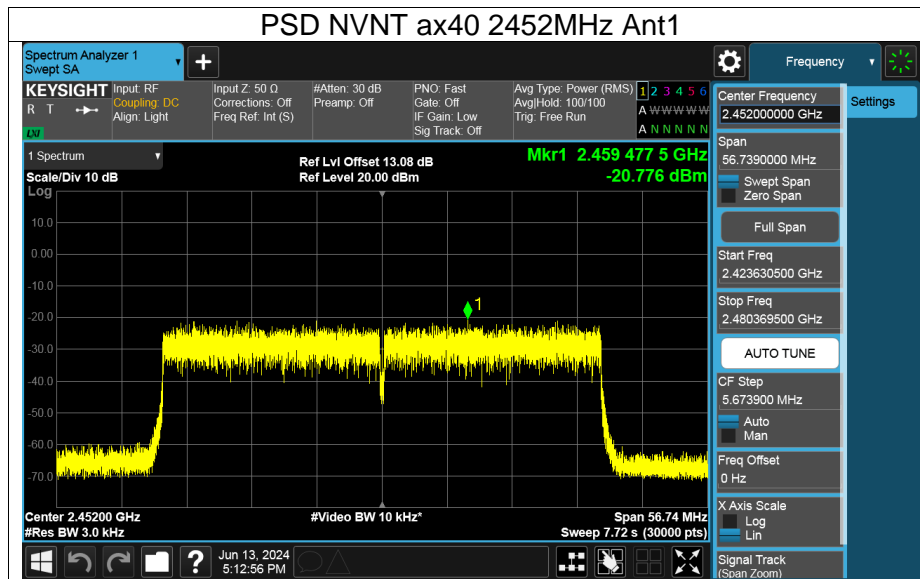 PSD NVNT ax40 2452MHz Ant1
Spectrum Analyzer 1
Swept SA
▼
+
Frequency
▼
KEYSIGHT
R T
LXI
Input: RF
Coupling: DC
Align: Light
Input Z: 50 Ω
Corrections: Off
Freq Ref: Int (S)
#Atten: 30 dB
Preamp: Off
PNO: Fast
Gate: Off
IF Gain: Low
Sig Track: Off
Avg Type: Power (RMS)
Avg|Hold: 100/100
Trig: Free Run
1 2 3 4 5 6
A W W W W W
A N N N N N
1 Spectrum
▼
Scale/Div 10 dB
Log
Ref Lvl Offset 13.08 dB
Ref Level 20.00 dBm
Mkr1 2.459 477 5 GHz
-20.776 dBm
10.0
0.00
-10.0
-20.0
-30.0
-40.0
-50.0
-60.0
-70.0
1
Center 2.45200 GHz
#Res BW 3.0 kHz
#Video BW 10 kHz*
Span 56.74 MHz
Sweep 7.72 s (30000 pts)
Center Frequency
2.452000000 GHz
Settings
Span
56.7390000 MHz
Swept Span
Zero Span
Full Span
Start Freq
2.423630500 GHz
Stop Freq
2.480369500 GHz
AUTO TUNE
CF Step
5.673900 MHz
Auto
Man
Freq Offset
0 Hz
X Axis Scale
Log
Lin
Signal Track
(Span Zoom)
?
Jun 13, 2024
5:12:56 PM